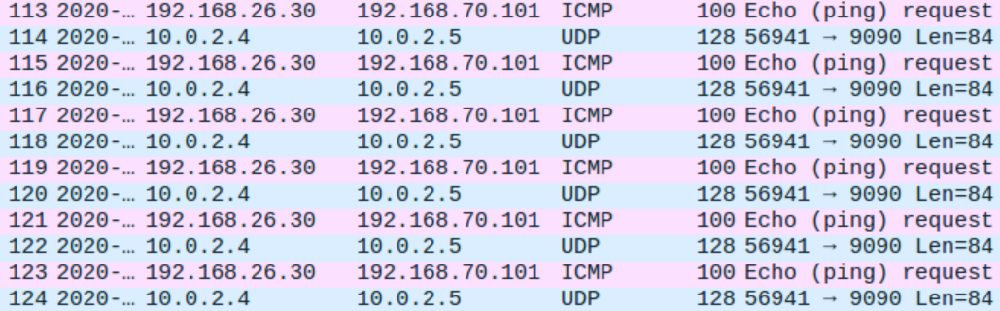 113 2020-… 192.168.26.30 192.168.70.101 ICMP 100 Echo (ping) request
114 2020-… 10.0.2.4 10.0.2.5 UDP 128 56941 → 9090 Len=84
115 2020-… 192.168.26.30 192.168.70.101 ICMP 100 Echo (ping) request
116 2020-… 10.0.2.4 10.0.2.5 UDP 128 56941 → 9090 Len=84
117 2020-… 192.168.26.30 192.168.70.101 ICMP 100 Echo (ping) request
118 2020-… 10.0.2.4 10.0.2.5 UDP 128 56941 → 9090 Len=84
119 2020-… 192.168.26.30 192.168.70.101 ICMP 100 Echo (ping) request
120 2020-… 10.0.2.4 10.0.2.5 UDP 128 56941 → 9090 Len=84
121 2020-… 192.168.26.30 192.168.70.101 ICMP 100 Echo (ping) request
122 2020-… 10.0.2.4 10.0.2.5 UDP 128 56941 → 9090 Len=84
123 2020-… 192.168.26.30 192.168.70.101 ICMP 100 Echo (ping) request
124 2020-… 10.0.2.4 10.0.2.5 UDP 128 56941 → 9090 Len=84